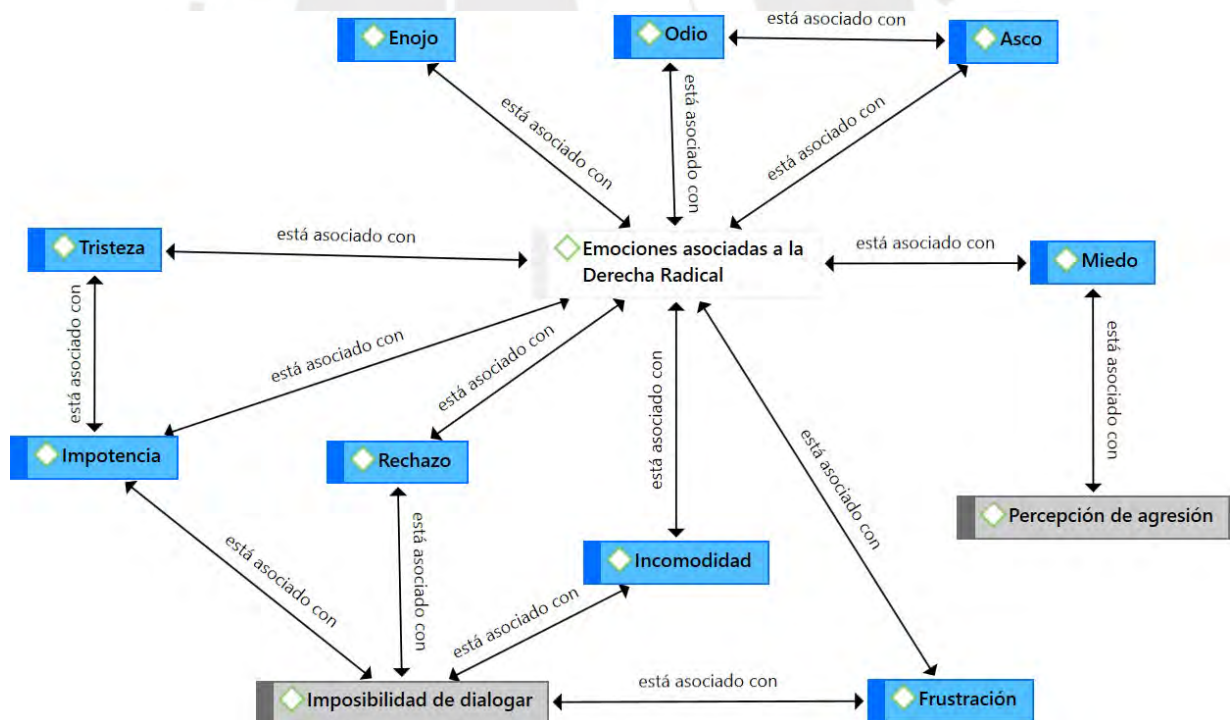 está asociado con
Enojo
Odio
Asco
está asociado con
está asociado con
está asociado con
Tristeza
está asociado con
Emociones asociadas a la
Derecha Radical
está asociado con
Miedo
está asociado con
está asociado con
está asociado con
está asociado con
está asociado con
está asociado con
Impotencia
Rechazo
está asociado con
Percepción de agresión
está asociado con
está asociado con
Incomodidad
está asociado con
Imposibilidad de dialogar
está asociado con
Frustración